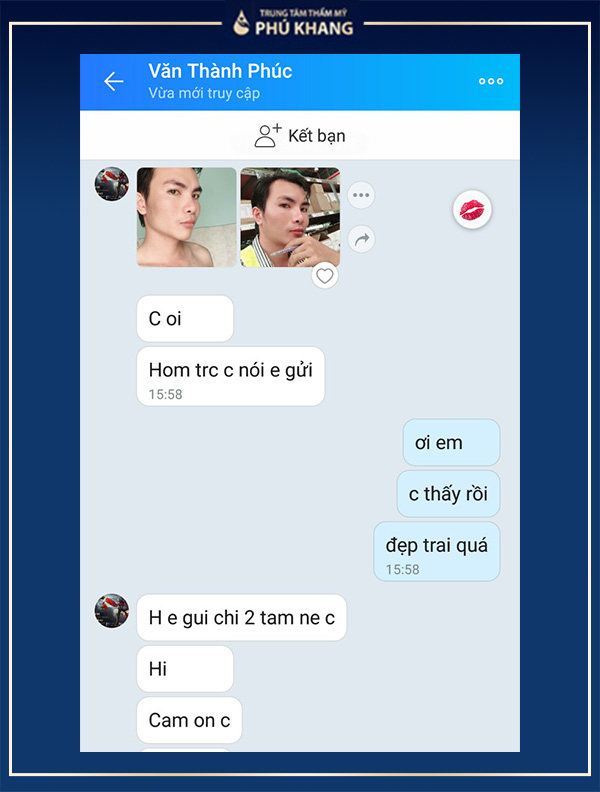 TRUNG TÂM THẨM MỸ
PHÚ KHANG
Văn Thành Phúc
Vừa mới truy cập
Kết bạn
C oi
Hom trc c nói e gửi
15:58
ơi em
c thấy rồi
đẹp trai quá
15:58
H e gui chi 2 tam ne c
Hi
Cam on c